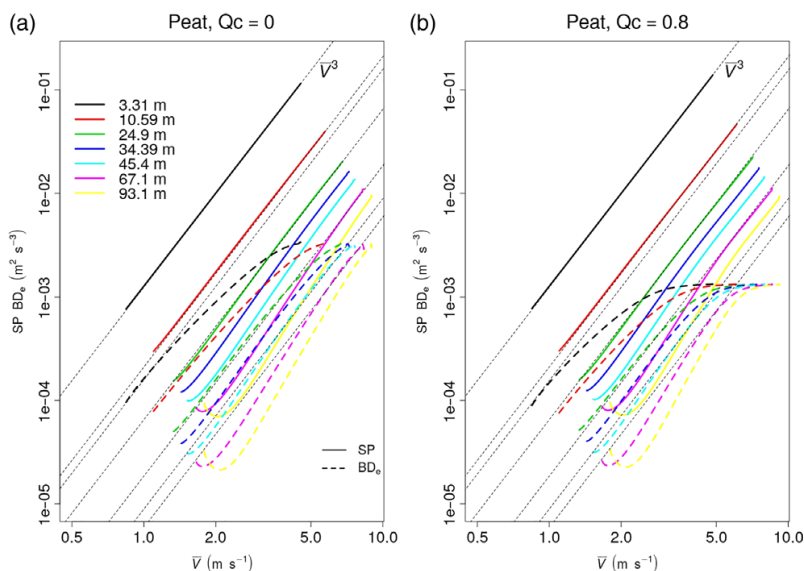 (a) Peat, Qc = 0
V̅³
3.31 m
10.59 m
24.9 m
34.39 m
45.4 m
67.1 m
93.1 m
SP
BDₑ
SP BDₑ (m² s⁻³)
1e-01
1e-02
1e-03
1e-04
1e-05
0.5 1.0 2.0 5.0 10.0
V̅ (m s⁻¹)
(b) Peat, Qc = 0.8
V̅³
SP BDₑ (m² s⁻³)
1e-01
1e-02
1e-03
1e-04
1e-05
0.5 1.0 2.0 5.0 10.0
V̅ (m s⁻¹)